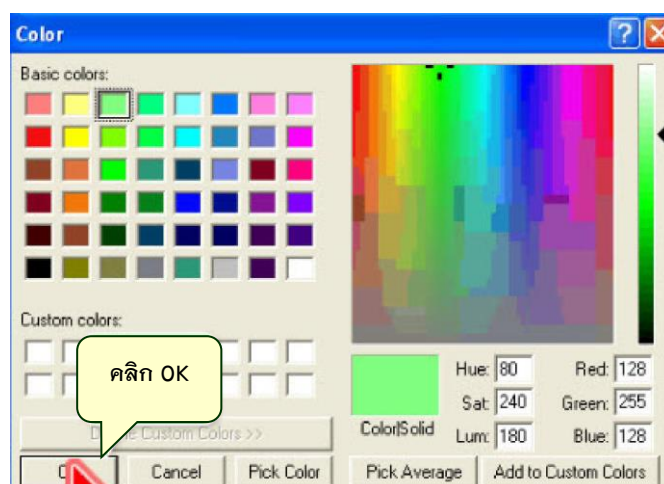 Color
Basic colors:
Custom colors:
คลิก OK
Custom Colors >>
Cancel
Pick Color
Color|Solid
Hue: 80
Sat: 240
Lum: 180
Red: 128
Green: 255
Blue: 128
Pick Average
Add to Custom Colors